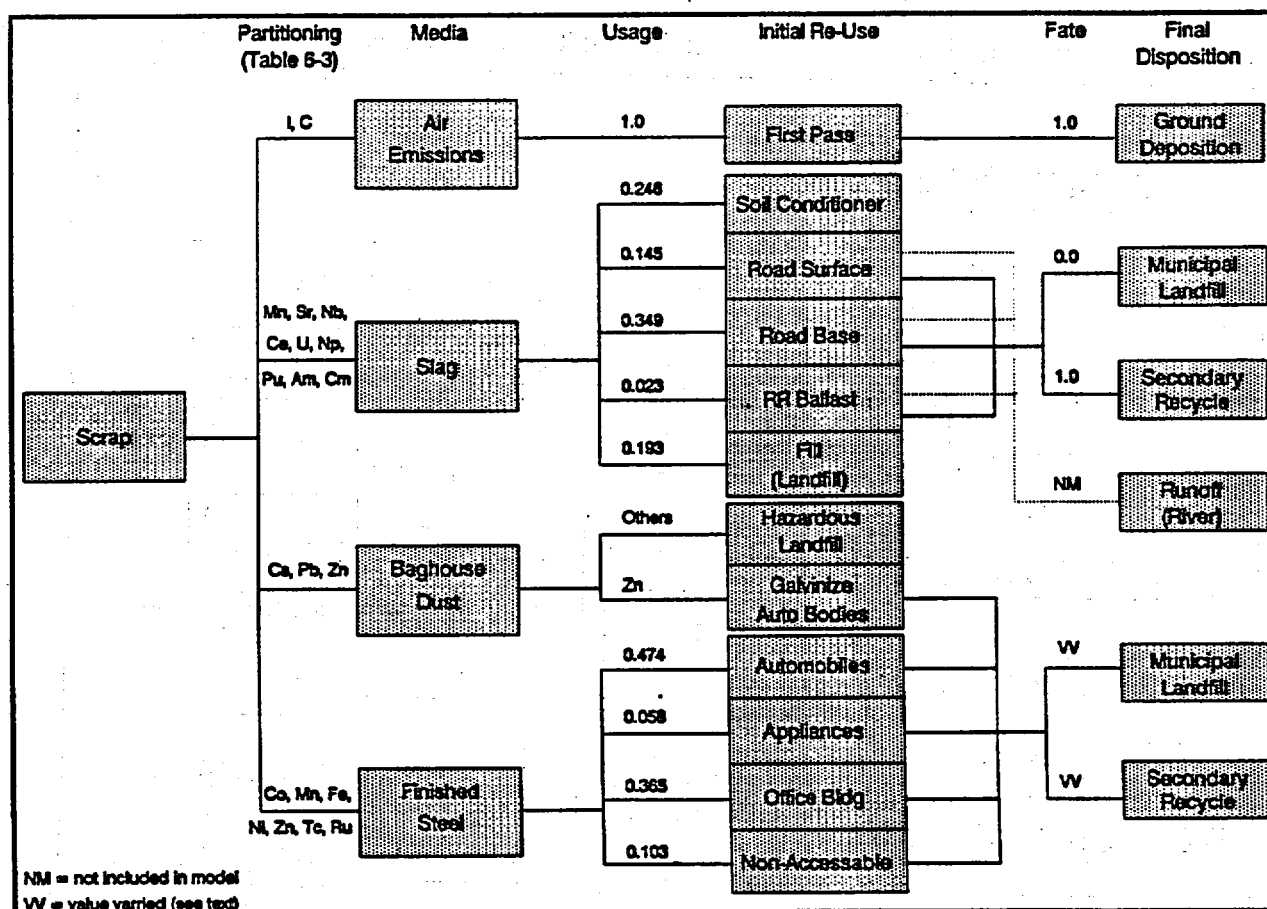 Partitioning
(Table 6-3)
Media
Usage
Initial Re-Use
Fate
Final
Disposition
I, C
Air
Emissions
1.0
First Pass
1.0
Ground
Deposition
0.246
Soil Conditioner
0.145
Road Surface
0.0
Municipal
Landfill
Mn, Sr, Nb,
Ce, U, Np,
Pu, Am, Cm
Slag
0.349
Road Base
0.023
RR Ballast
1.0
Secondary
Recycle
Scrap
0.193
Fill
(Landfill)
NM
Runoff
(River)
Others
Hazardous
Landfill
Cs, Pb, Zn
Baghouse
Dust
Zn
Galvinize
Auto Bodies
0.474
Automobiles
VV
Municipal
Landfill
0.058
Appliances
Co, Mn, Fe,
Ni, Zn, Tc, Ru
Finished
Steel
0.365
Office Bldg
VV
Secondary
Recycle
0.103
Non-Accessable
NM = not included in model
VV = value varried (see text)